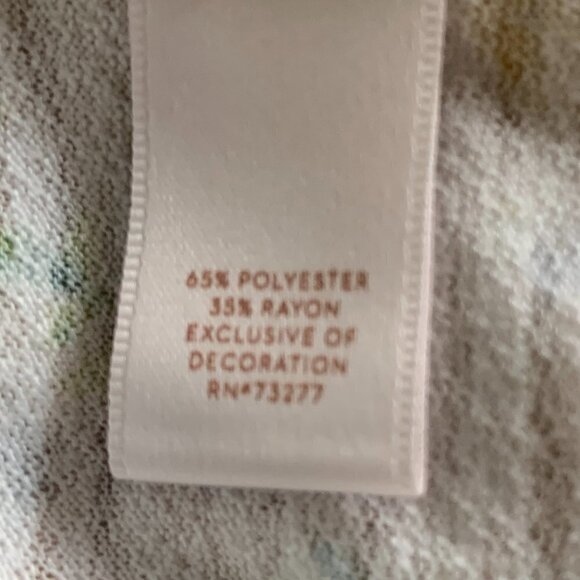 65% POLYESTER
35% RAYON
EXCLUSIVE OF
DECORATION
RN#73277